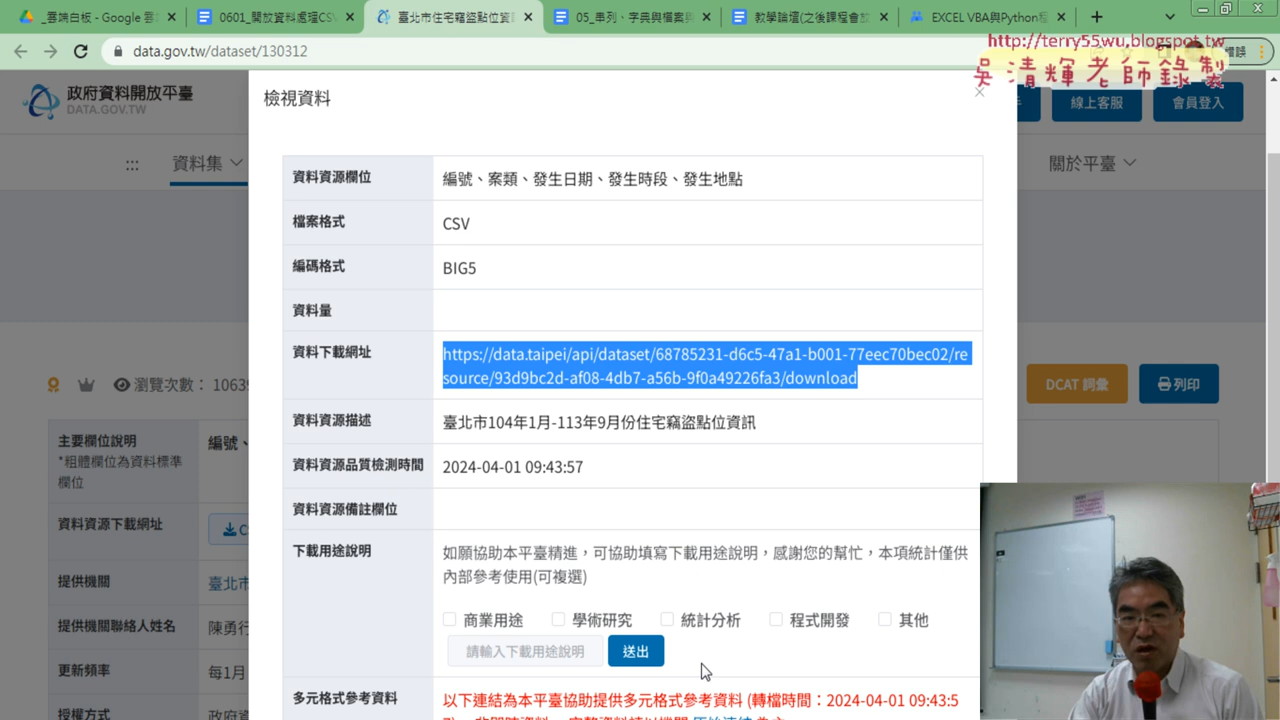 _雲端白板 - Google 雲
0601_開放資料處理CSV
臺北市住宅竊盜點位資
05_串列、字典與檔案與
教學論壇(之後課程會放
EXCEL VBA與Python程
data.gov.tw/dataset/130312
http://terry55wu.blogspot.tw
吳清輝老師錄製
政府資料開放平臺
DATA.GOV.TW
檢視資料
線上客服
會員登入
資料集
關於平臺
資料資源欄位
編號、案類、發生日期、發生時段、發生地點
檔案格式
CSV
編碼格式
BIG5
資料量
資料下載網址
https://data.taipei/api/dataset/68785231-d6c5-47a1-b001-77eec70bec02/re
source/93d9bc2d-af08-4db7-a56b-9f0a49226fa3/download
瀏覽次數：1063
DCAT 詞彙
列印
資料資源描述
臺北市104年1月-113年9月份住宅竊盜點位資訊
主要欄位說明
*粗體欄位為資料標準
欄位
編號、
資料資源品質檢測時間
2024-04-01 09:43:57
資料資源備註欄位
資料資源下載網址
下載用途說明
如願協助本平臺精進，可協助填寫下載用途說明，感謝您的幫忙，本項統計僅供
內部參考使用(可複選)
提供機關
臺北市
商業用途
學術研究
統計分析
程式開發
其他
提供機關聯絡人姓名
陳勇行
請輸入下載用途說明
送出
更新頻率
每1月
多元格式參考資料
以下連結為本平臺協助提供多元格式參考資料 (轉檔時間：2024-04-01 09:43:5
授權方式